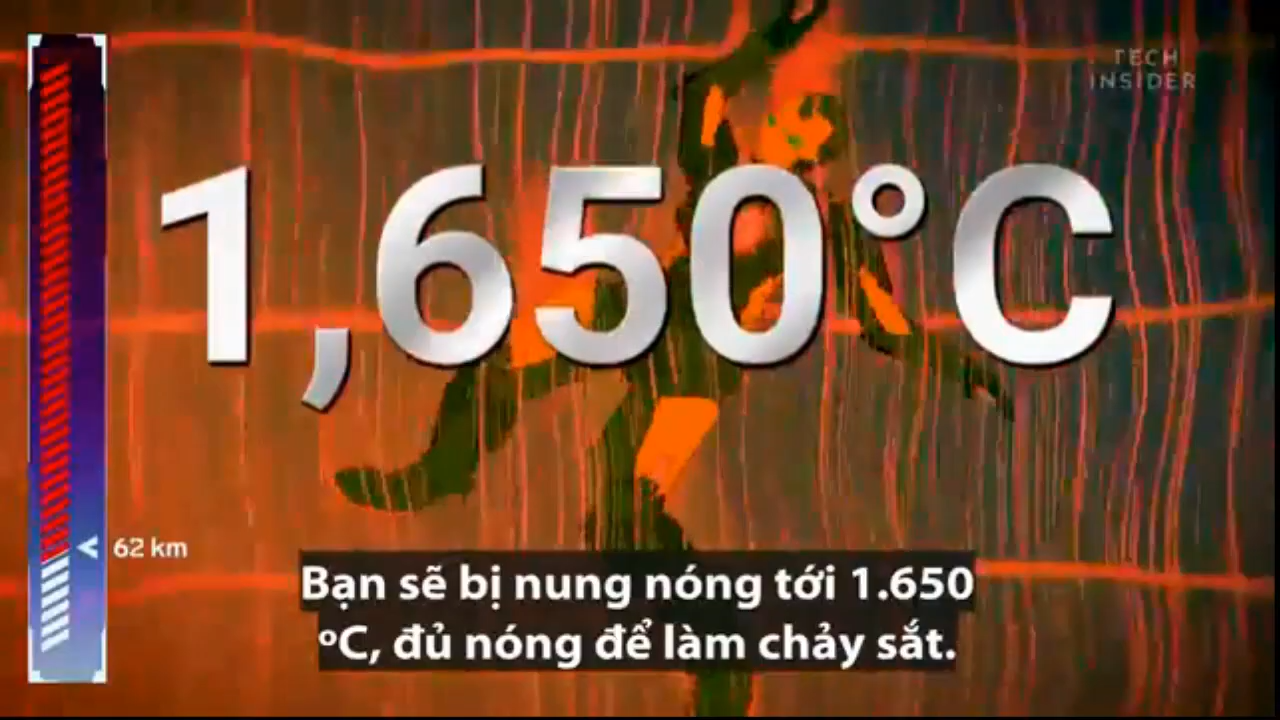 TECH
INSIDER
1,650°C
62 km
Bạn sẽ bị nung nóng tới 1.650
ºC, đủ nóng để làm chảy sắt.